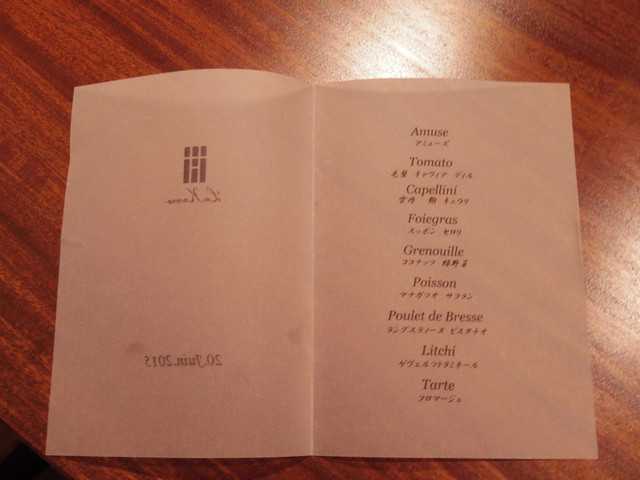 20.Juin.2015
Amuse
アミューズ
Tomato
毛蟹 キャヴィア ディル
Capellini
雲丹 鮑 キュウリ
Foiegras
スッポン セロリ
Grenouille
ココナッツ 緑野菜
Poisson
マナガツオ サフラン
Poulet de Bresse
ラングスティーヌ ピスタチオ
Litchi
ゲヴェルツトラミネール
Tarte
フロマージュ